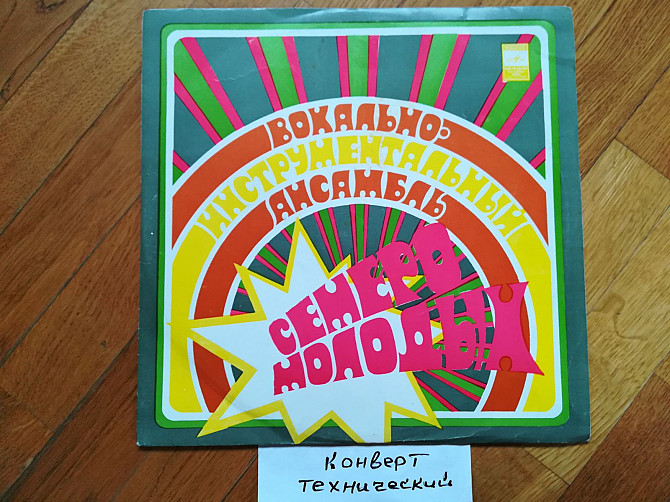 ВОКАЛЬНО-
ИНСТРУМЕНТАЛЬНЫЙ
АНСАМБЛЬ
СЕМЕРО
МОЛОДЫХ
Конверт
технический